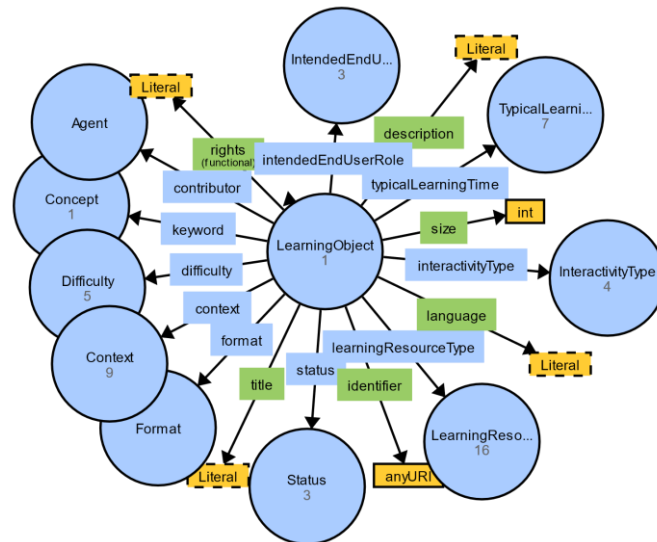 IntendedEndU...
3
Literal
Literal
TypicalLearni...
7
Agent
description
rights
(functional)
intendedEndUserRole
contributor
typicalLearningTime
Concept
1
int
keyword
size
LearningObject
1
difficulty
interactivityType
InteractivityType
4
Difficulty
5
context
language
format
learningResourceType
Context
9
status
Literal
title
identifier
Format
LearningReso...
16
Literal
Status
3
anyURI